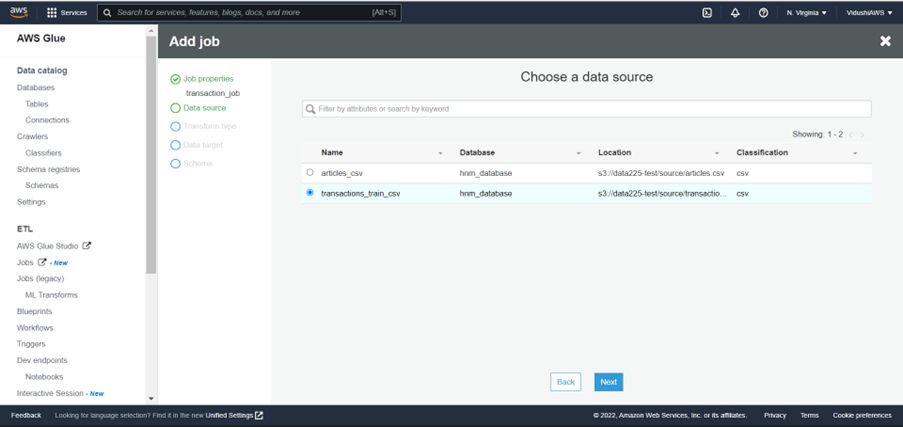 aws
Services
Search for services, features, blogs, docs, and more
[Alt+S]
N. Virginia
VidushiAWS
AWS Glue
Data catalog
Databases
Tables
Connections
Crawlers
Classifiers
Schema registries
Schemas
Settings
ETL
AWS Glue Studio
Jobs - New
Jobs (legacy)
ML Transforms
Blueprints
Workflows
Triggers
Dev endpoints
Notebooks
Interactive Session - New
Add job
Job properties
transaction_job
Data source
Transform type
Data target
Schema
Choose a data source
Filter by attributes or search by keyword
Showing: 1 - 2
Name Database Location Classification
articles_csv hnm_database s3://data225-test/source/articles.csv csv
transactions_train_csv hnm_database s3://data225-test/source/transactio... csv
Back Next
Feedback Looking for language selection? Find it in the new Unified Settings © 2022, Amazon Web Services, Inc. or its affiliates. Privacy Terms Cookie preferences